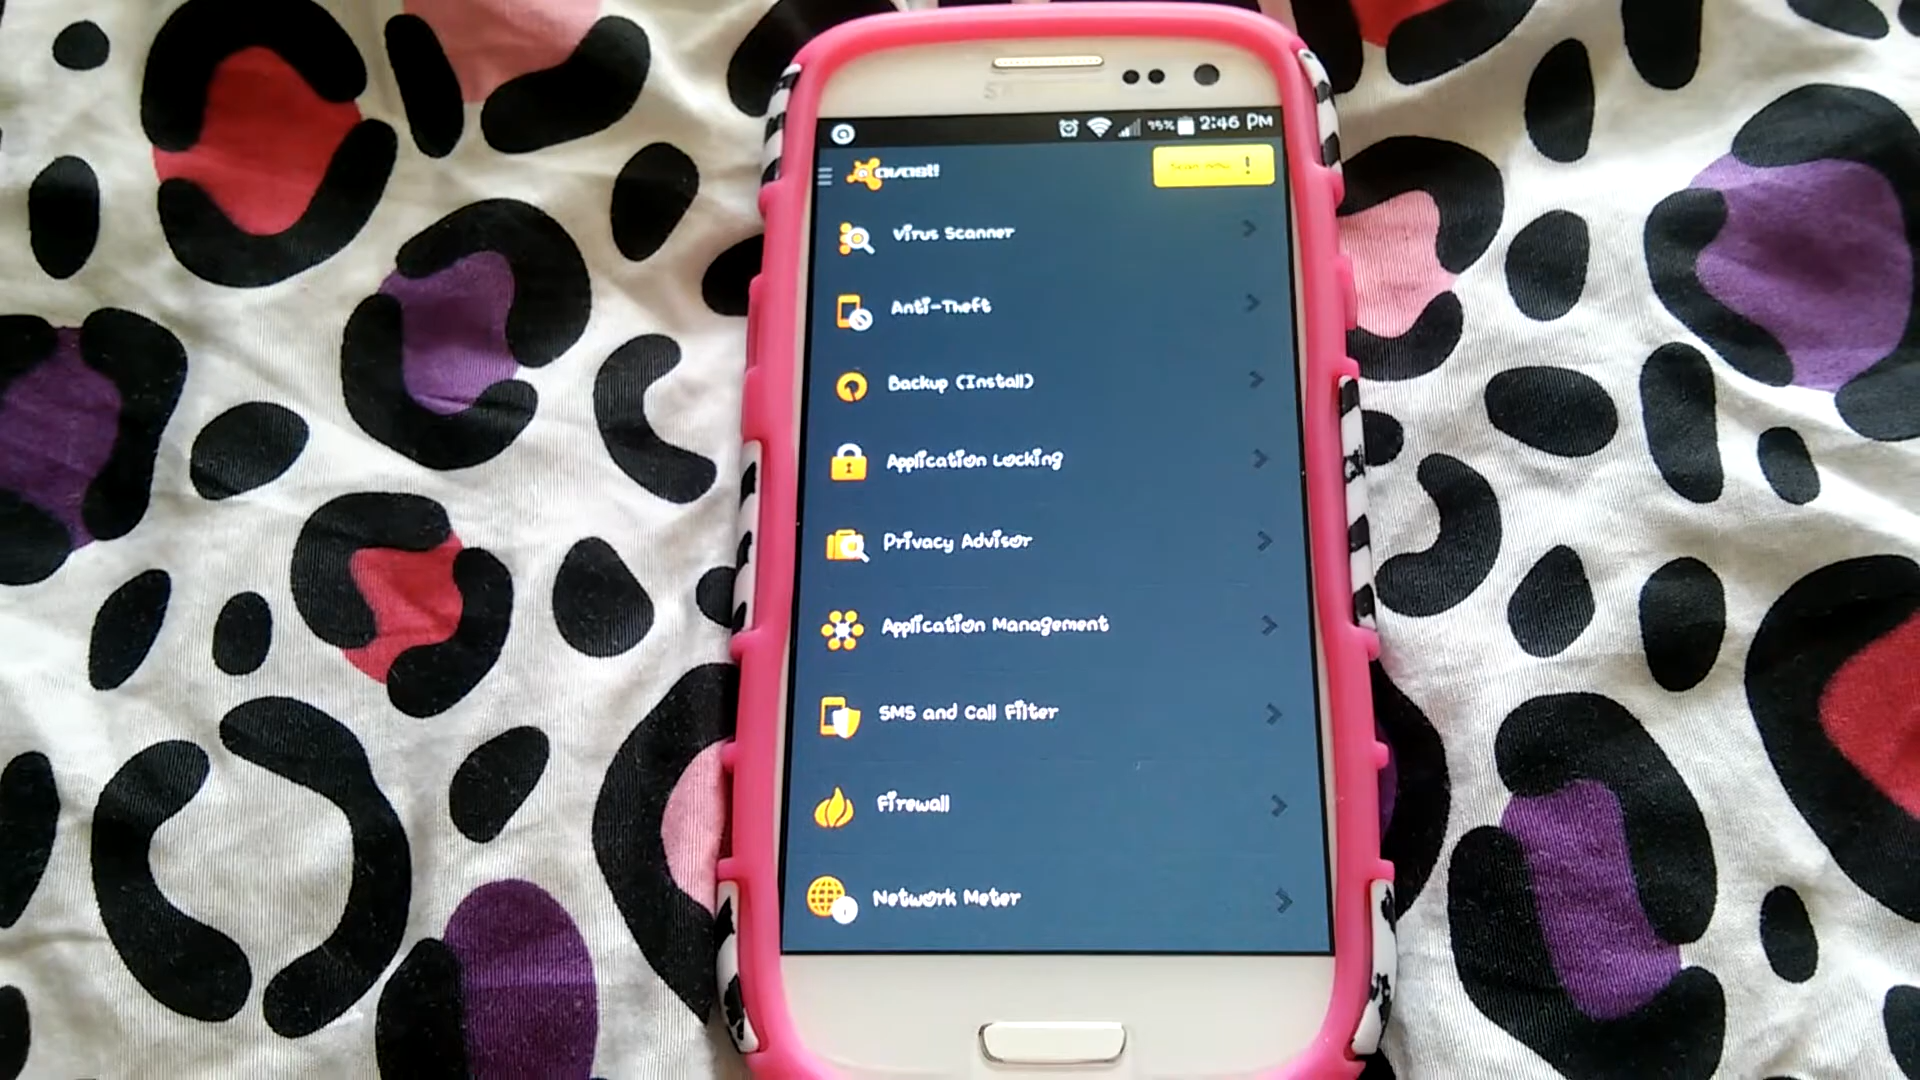 95% 2:46 PM
avast!
Virus Scanner
Anti-Theft
Backup (Install)
Application Locking
Privacy Advisor
Application Management
SMS and Call Filter
Firewall
Network Meter